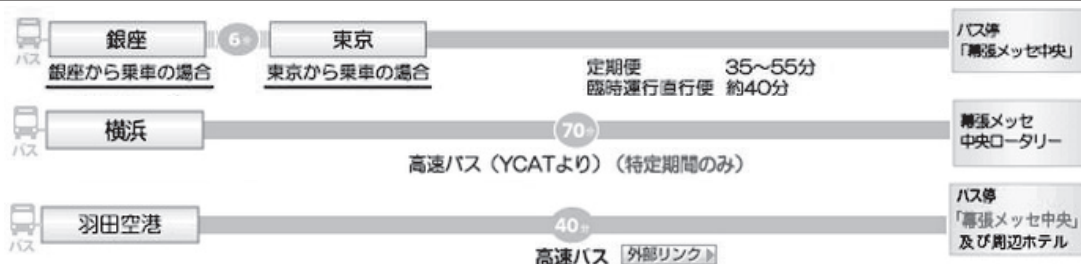 バス
銀座
6分
東京
バス停
「幕張メッセ中央」
銀座から乗車の場合
東京から乗車の場合
定期便 35〜55分
臨時運行直行便 約40分
バス
横浜
70分
幕張メッセ
中央ロータリー
高速バス（YCATより）（特定期間のみ）
バス
羽田空港
40分
バス停
「幕張メッセ中央」
及び周辺ホテル
高速バス 外部リンク